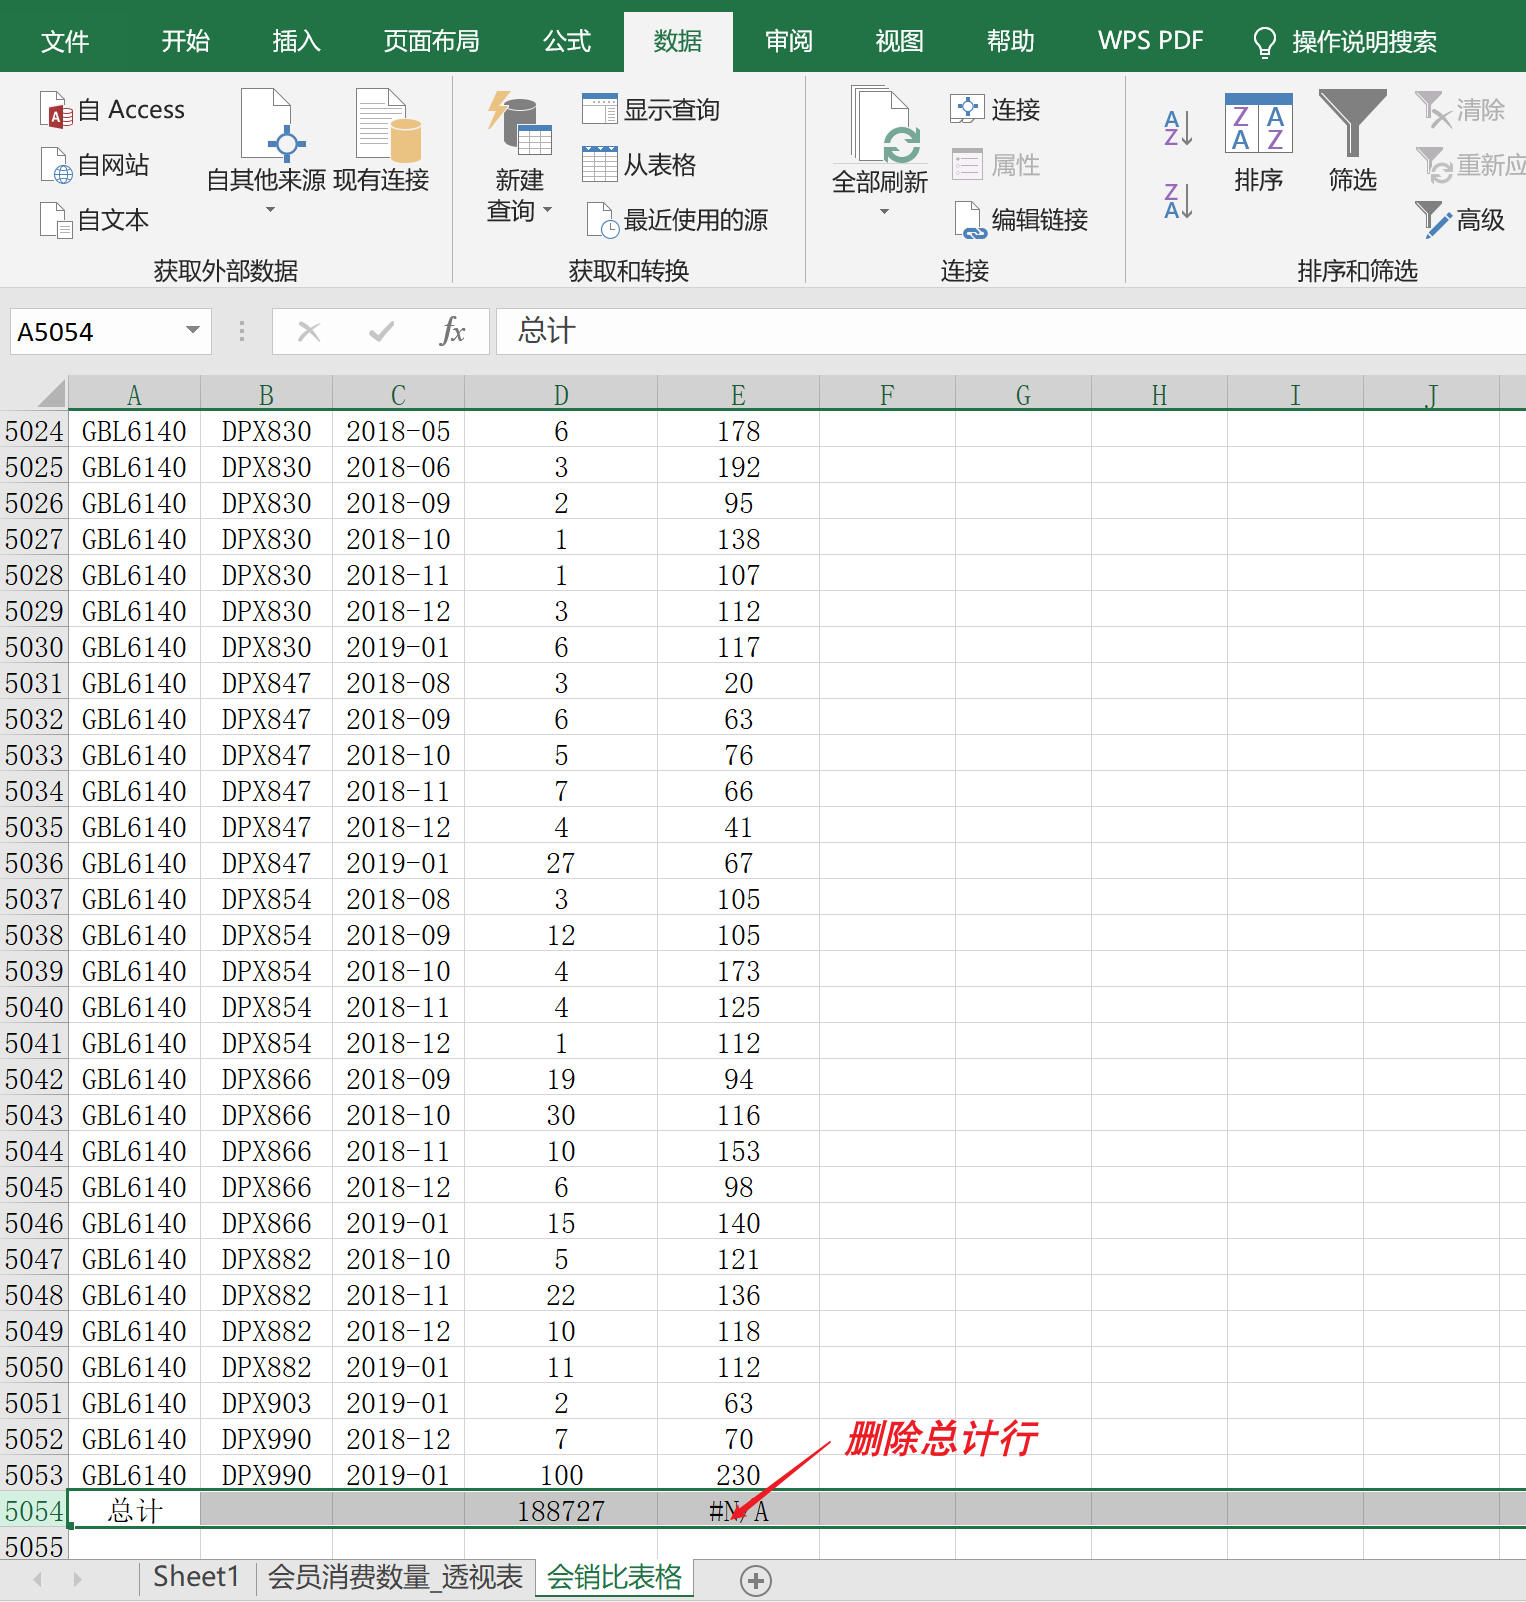 文件 开始 插入 页面布局 公式 数据 审阅 视图 帮助 WPS PDF 操作说明搜索
自 Access
自网站
自文本
自其他来源
现有连接
获取外部数据
新建
查询
显示查询
从表格
最近使用的源
获取和转换
全部刷新
连接
属性
编辑链接
连接
排序
筛选
清除
重新应
高级
排序和筛选
A5054 fx 总计
A B C D E F G H I J
5024 GBL6140 DPX830 2018-05 6 178
5025 GBL6140 DPX830 2018-06 3 192
5026 GBL6140 DPX830 2018-09 2 95
5027 GBL6140 DPX830 2018-10 1 138
5028 GBL6140 DPX830 2018-11 1 107
5029 GBL6140 DPX830 2018-12 3 112
5030 GBL6140 DPX830 2019-01 6 117
5031 GBL6140 DPX847 2018-08 3 20
5032 GBL6140 DPX847 2018-09 6 63
5033 GBL6140 DPX847 2018-10 5 76
5034 GBL6140 DPX847 2018-11 7 66
5035 GBL6140 DPX847 2018-12 4 41
5036 GBL6140 DPX847 2019-01 27 67
5037 GBL6140 DPX854 2018-08 3 105
5038 GBL6140 DPX854 2018-09 12 105
5039 GBL6140 DPX854 2018-10 4 173
5040 GBL6140 DPX854 2018-11 4 125
5041 GBL6140 DPX854 2018-12 1 112
5042 GBL6140 DPX866 2018-09 19 94
5043 GBL6140 DPX866 2018-10 30 116
5044 GBL6140 DPX866 2018-11 10 153
5045 GBL6140 DPX866 2018-12 6 98
5046 GBL6140 DPX866 2019-01 15 140
5047 GBL6140 DPX882 2018-10 5 121
5048 GBL6140 DPX882 2018-11 22 136
5049 GBL6140 DPX882 2018-12 10 118
5050 GBL6140 DPX882 2019-01 11 112
5051 GBL6140 DPX903 2019-01 2 63
5052 GBL6140 DPX990 2018-12 7 70
删除总计行
5053 GBL6140 DPX990 2019-01 100 230
5054 总计 188727 #N/A
5055
Sheet1 会员消费数量_透视表 会销比表格